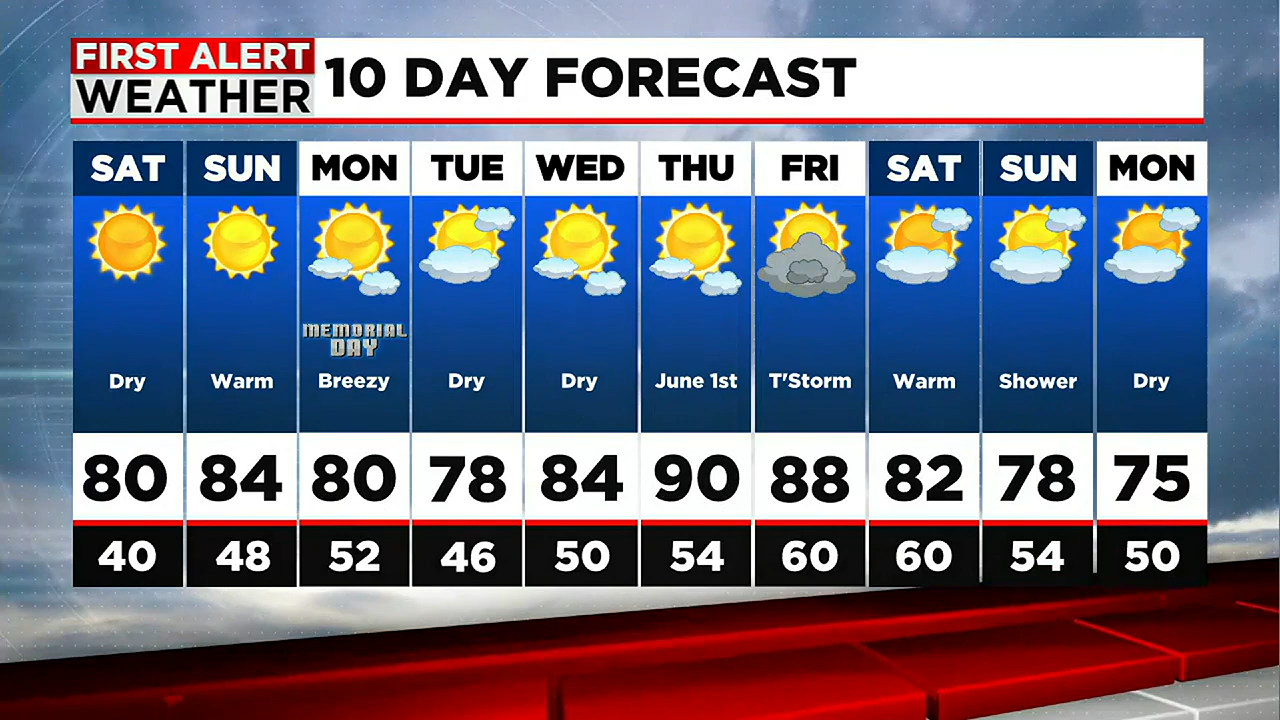 FIRST ALERT
WEATHER
10 DAY FORECAST
SAT SUN MON TUE WED THU FRI SAT SUN MON
MEMORIAL
DAY
Dry Warm Breezy Dry Dry June 1st T'Storm Warm Shower Dry
80 84 80 78 84 90 88 82 78 75
40 48 52 46 50 54 60 60 54 50